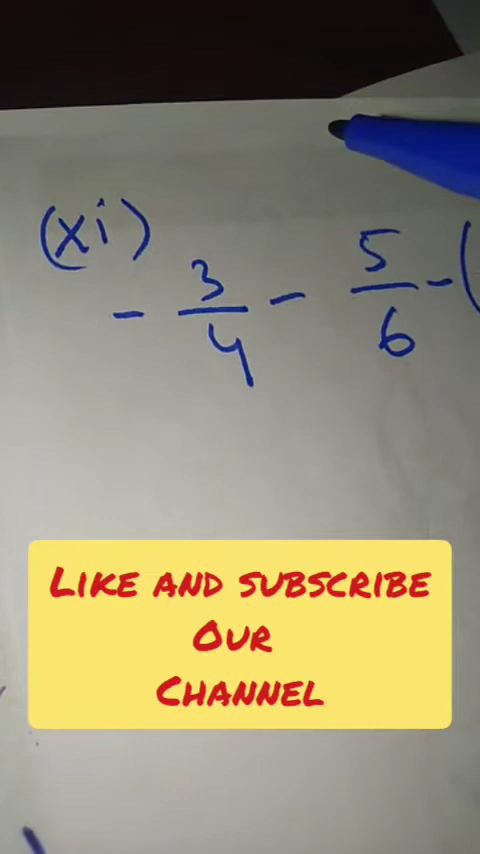 (xi)
- 3/4 - 5/6 - (
LIKE AND SUBSCRIBE
OUR
CHANNEL